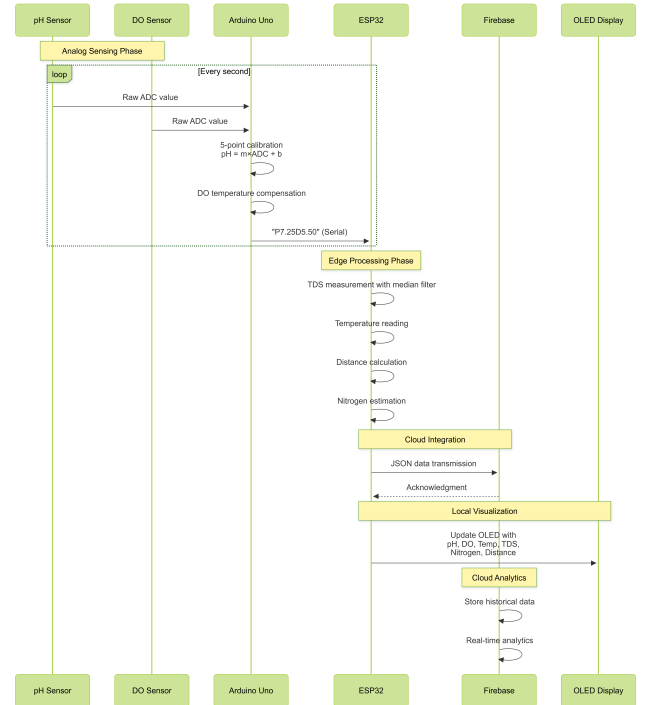 pH Sensor
DO Sensor
Arduino Uno
ESP32
Firebase
OLED Display
Analog Sensing Phase
loop
[Every second]
Raw ADC value
Raw ADC value
5-point calibration
pH = m×ADC + b
DO temperature compensation
"P7.25D5.50" (Serial)
Edge Processing Phase
TDS measurement with median filter
Temperature reading
Distance calculation
Nitrogen estimation
Cloud Integration
JSON data transmission
Acknowledgment
Local Visualization
Update OLED with
pH, DO, Temp, TDS,
Nitrogen, Distance
Cloud Analytics
Store historical data
Real-time analytics
pH Sensor
DO Sensor
Arduino Uno
ESP32
Firebase
OLED Display